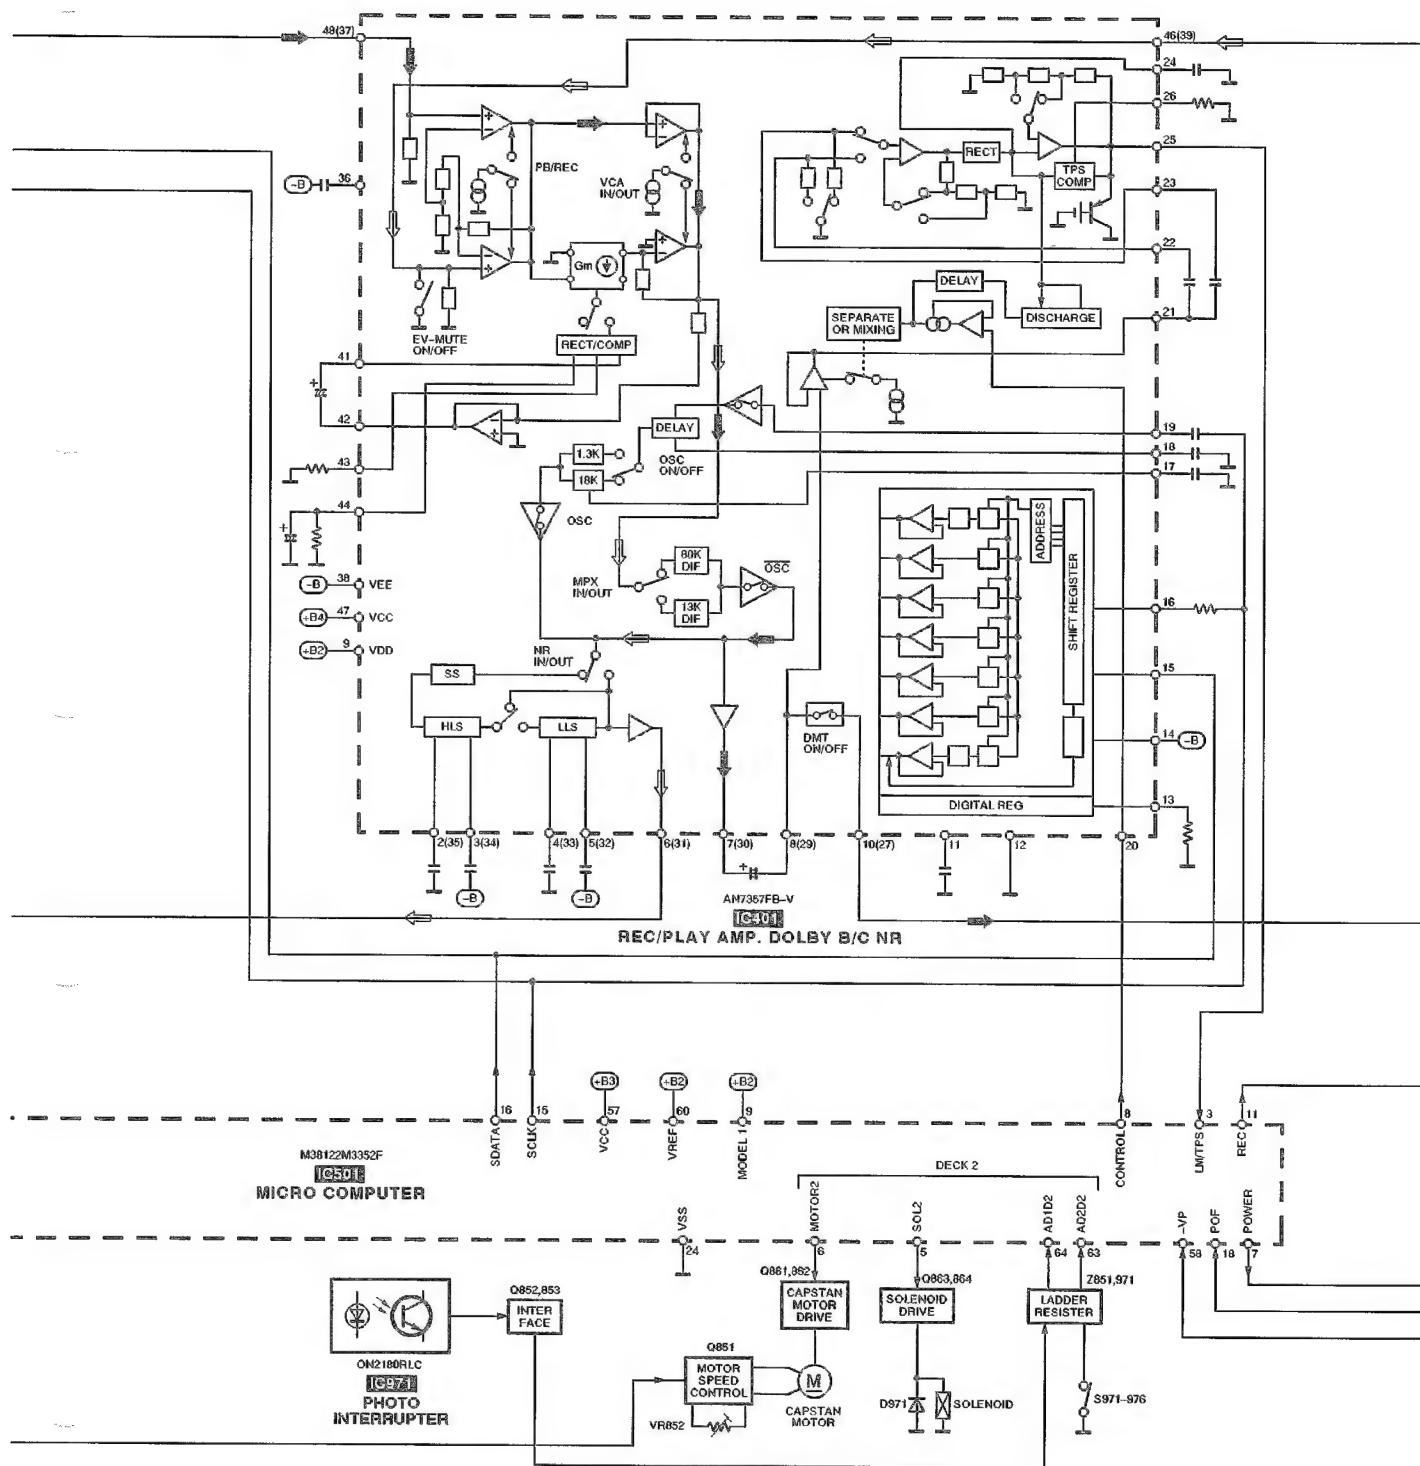 48(37)
46(39)
24
26
25
PB/REC
VCA
IN/OUT
RECT
TPS
COMP
-B
36
23
22
Gm
DELAY
SEPARATE
OR MIXING
DISCHARGE
21
EV-MUTE
ON/OFF
RECT/COMP
41
42
DELAY
19
18
17
1.3K
18K
OSC
ON/OFF
43
44
OSC
ADDRESS
SHIFT REGISTER
80K
DIF
OSC
MPX
IN/OUT
13K
DIF
-B
38
VEE
+B4
47
VCC
+B2
9
VDD
16
NR
IN/OUT
SS
15
HLS
LLS
DMT
ON/OFF
14
-B
DIGITAL REG
13
2(35)
3(34)
4(33)
5(32)
6(31)
7(30)
8(29)
10(27)
11
12
20
-B
-B
AN7357FB-V
IC401
REC/PLAY AMP. DOLBY B/C NR
+B3
+B2
+B2
16
15
57
60
9
8
3
11
SDATA
SCLK
VCC
VREF
MODEL 1
CONTROL
LM/TPS
REC
M38122M3352F
IC501
MICRO COMPUTER
DECK 2
VSS
MOTOR2
SOL2
AD1D2
AD2D2
-VP
POF
POWER
24
6
5
64
63
58
18
7
Q861,862
Q863,864
Z851,971
Q852,853
INTER
FACE
CAPSTAN
MOTOR
DRIVE
SOLENOID
DRIVE
LADDER
RESISTER
ON2180RLC
IC971
PHOTO
INTERRUPTER
Q851
MOTOR
SPEED
CONTROL
M
VR852
CAPSTAN
MOTOR
D971
SOLENOID
S971-976